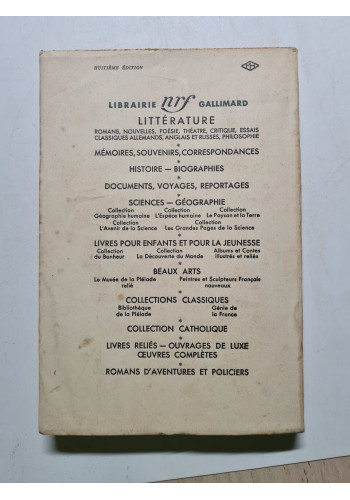 HUITIÈME ÉDITION
LIBRAIRIE nrf GALLIMARD
LITTÉRATURE
ROMANS, NOUVELLES, POÉSIE, THÉATRE, CRITIQUE, ESSAIS
CLASSIQUES ALLEMANDS, ANGLAIS ET RUSSES, PHILOSOPHIE
MÉMOIRES, SOUVENIRS, CORRESPONDANCES
HISTOIRE — BIOGRAPHIES
DOCUMENTS, VOYAGES, REPORTAGES
SCIENCES — GÉOGRAPHIE
Collection Collection Collection
Géographie humaine L'Espèce humaine Le Paysan et la Terre
Collection Collection
L'Avenir de la Science Les Grandes Pages de la Science
LIVRES POUR ENFANTS ET POUR LA JEUNESSE
Collection Collection Albums et Contes
du Bonheur La Découverte du Monde illustrés et reliés
BEAUX ARTS
Le Musée de la Pléiade Peintres et Sculpteurs Français
relié nouveaux
COLLECTIONS CLASSIQUES
Bibliothèque Génie de
de la Pléiade la France
COLLECTION CATHOLIQUE
LIVRES RELIÉS — OUVRAGES DE LUXE
ŒUVRES COMPLÈTES
ROMANS D'AVENTURES ET POLICIERS